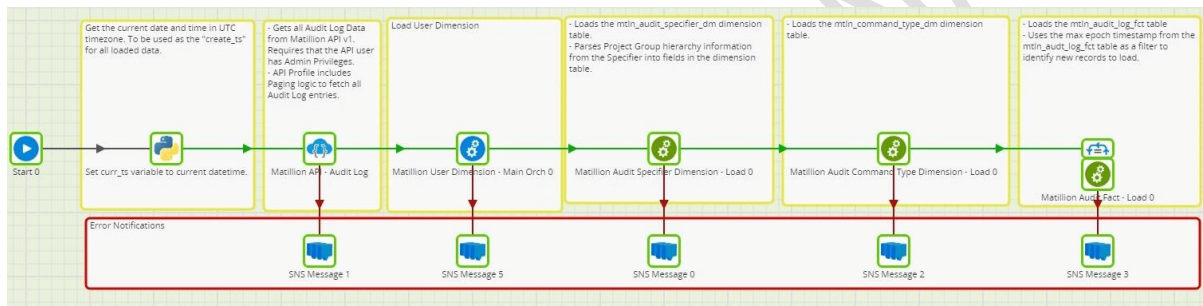 Get the current date and time in UTC
timezone. To be used as the "create_ts"
for all loaded data.
- Gets all Audit Log Data
from Matillion API v1.
Requires that the API user
has Admin Privileges.
- API Profile includes
Paging logic to fetch all
Audit Log entries.
Load User Dimension
- Loads the mtln_audit_specifier_dm dimension
table.
- Parses Project Group hierarchy information
from the Specifier into fields in the dimension
table.
- Loads the mtln_command_type_dm dimension
table.
- Loads the mtln_audit_log_fct table
- Uses the max epoch timestamp from the
mtln_audit_log_fct table as a filter to
identify new records to load.
Start 0
Set curr_ts variable to current datetime.
Matillion API - Audit Log
Matillion User Dimension - Main Orch 0
Matillion Audit Specifier Dimension - Load 0
Matillion Audit Command Type Dimension - Load 0
Matillion Audit Fact - Load 0
Error Notifications
SNS Message 1
SNS Message 5
SNS Message 0
SNS Message 2
SNS Message 3